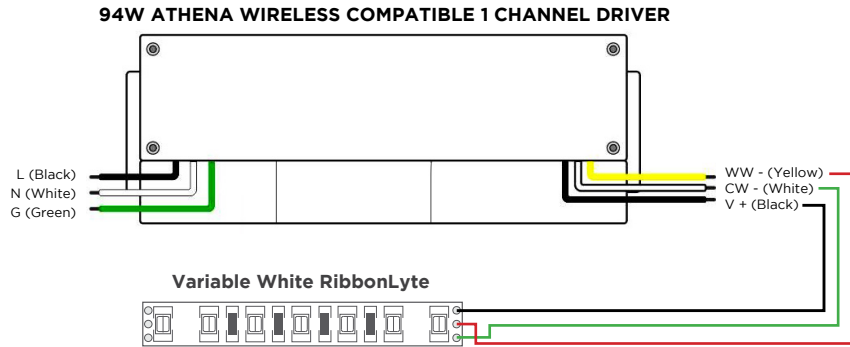 94W ATHENA WIRELESS COMPATIBLE 1 CHANNEL DRIVER
L (Black)
N (White)
G (Green)
WW - (Yellow)
CW - (White)
V + (Black)
Variable White RibbonLyte